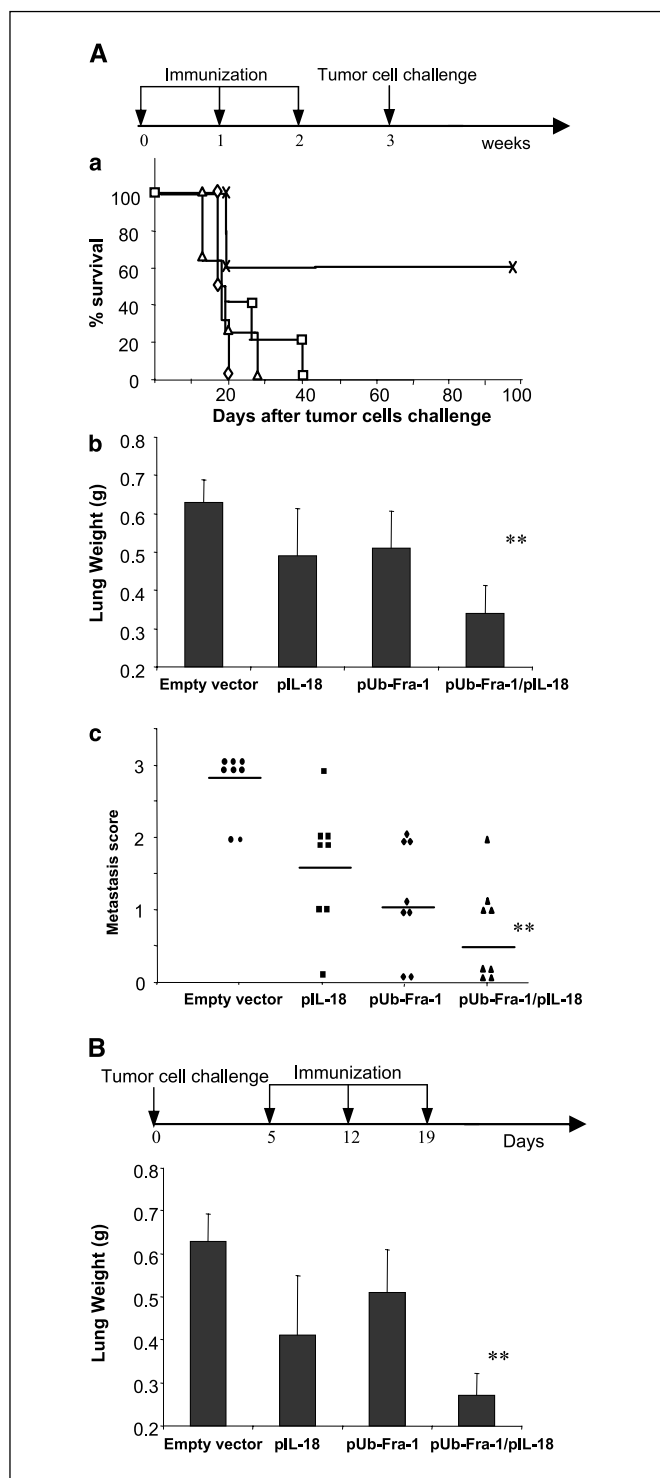 A
Immunization Tumor cell challenge
0 1 2 3 weeks
a
100
80
60
40
20
0
% survival
20 40 60 80 100
Days after tumor cells challenge
b
0.8
0.7
0.6
0.5
0.4
0.3
0.2
Lung Weight (g)
**
Empty vector pIL-18 pUb-Fra-1 pUb-Fra-1/pIL-18
c
3
2
1
0
Metastasis score
**
Empty vector pIL-18 pUb-Fra-1 pUb-Fra-1/pIL-18
B
Tumor cell challenge Immunization
0 5 12 19 Days
0.8
0.7
0.6
0.5
0.4
0.3
0.2
Lung Weight (g)
**
Empty vector pIL-18 pUb-Fra-1 pUb-Fra-1/pIL-18